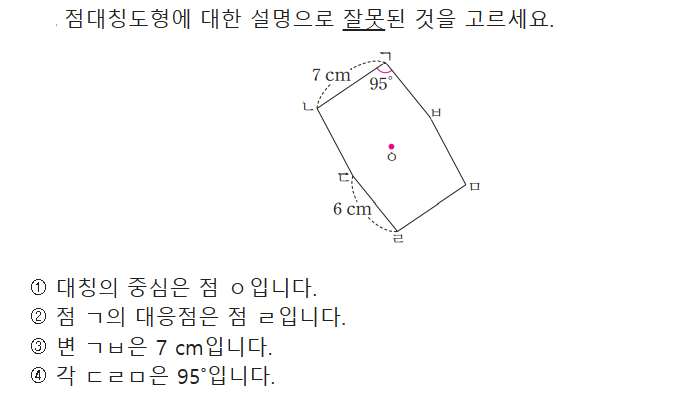 점대칭도형에 대한 설명으로 잘못된 것을 고르세요.
ㄱ
7 cm
95°
ㄴ
ㅂ
ㅇ
ㄷ
ㅁ
6 cm
ㄹ
① 대칭의 중심은 점 ㅇ입니다.
② 점 ㄱ의 대응점은 점 ㄹ입니다.
③ 변 ㄱㅂ은 7 cm입니다.
④ 각 ㄷㄹㅁ은 95°입니다.